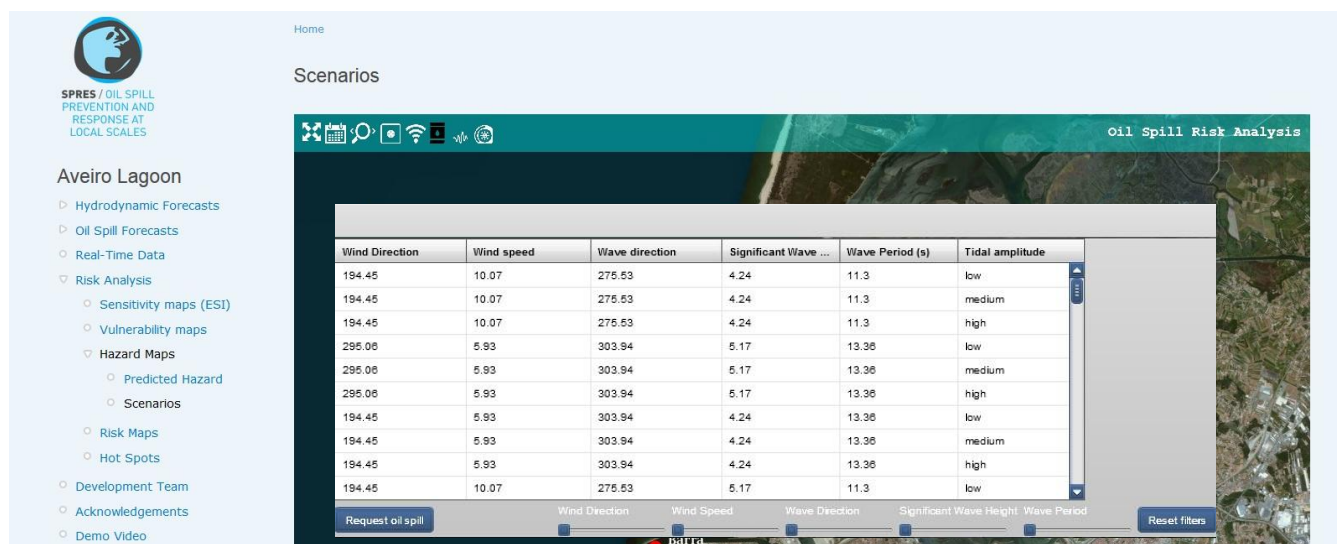 SPRES / OIL SPILL
PREVENTION AND
RESPONSE AT
LOCAL SCALES
Aveiro Lagoon
Hydrodynamic Forecasts
Oil Spill Forecasts
Real-Time Data
Risk Analysis
Sensitivity maps (ESI)
Vulnerability maps
Hazard Maps
Predicted Hazard
Scenarios
Risk Maps
Hot Spots
Development Team
Acknowledgements
Demo Video
Home
Scenarios
Oil Spill Risk Analysis
Wind Direction Wind speed Wave direction Significant Wave ... Wave Period (s) Tidal amplitude
194.45 10.07 275.53 4.24 11.3 low
194.45 10.07 275.53 4.24 11.3 medium
194.45 10.07 275.53 4.24 11.3 high
295.06 5.93 303.94 5.17 13.36 low
295.06 5.93 303.94 5.17 13.36 medium
295.06 5.93 303.94 5.17 13.36 high
194.45 5.93 303.94 4.24 13.36 low
194.45 5.93 303.94 4.24 13.36 medium
194.45 5.93 303.94 4.24 13.36 high
194.45 10.07 275.53 5.17 11.3 low
Request oil spill Wind Direction Wind Speed Wave Direction Significant Wave Height Wave Period Reset filters
Barra